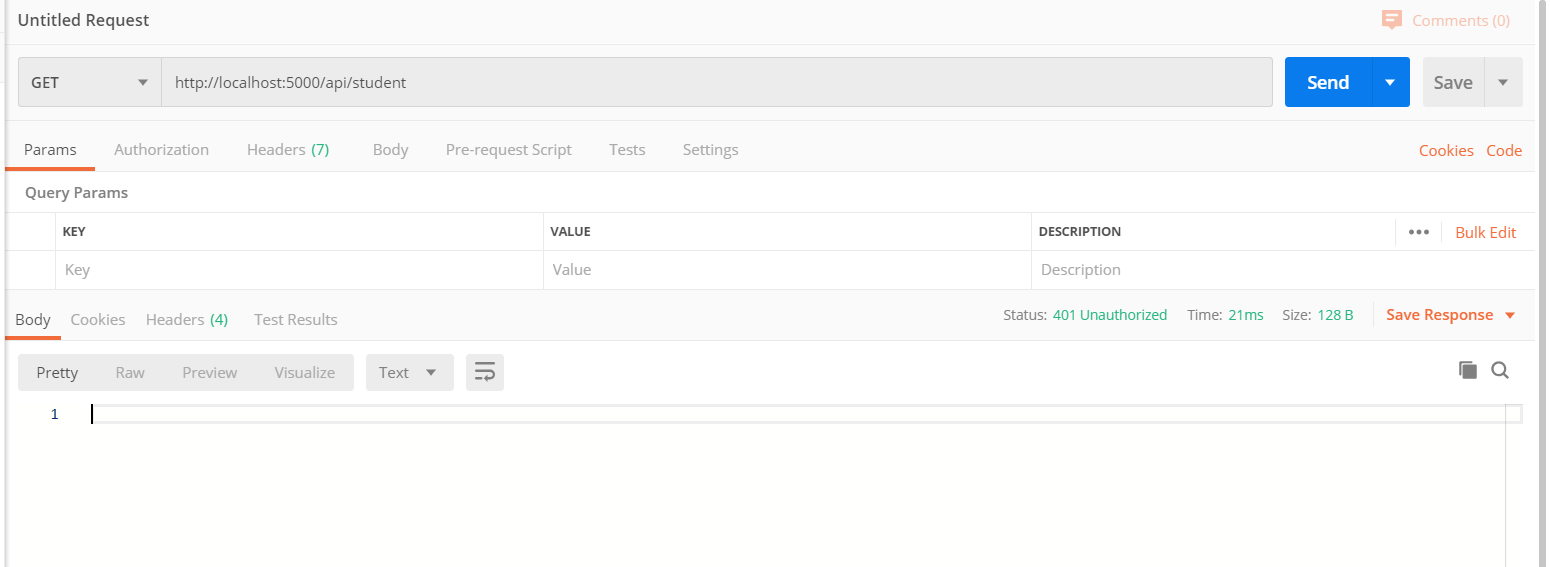 Untitled Request
Comments (0)
GET
http://localhost:5000/api/student
Send
Save
Params Authorization Headers (7) Body Pre-request Script Tests Settings Cookies Code
Query Params
KEY VALUE DESCRIPTION ••• Bulk Edit
Key Value Description
Body Cookies Headers (4) Test Results Status: 401 Unauthorized Time: 21ms Size: 128 B Save Response
Pretty Raw Preview Visualize Text
1